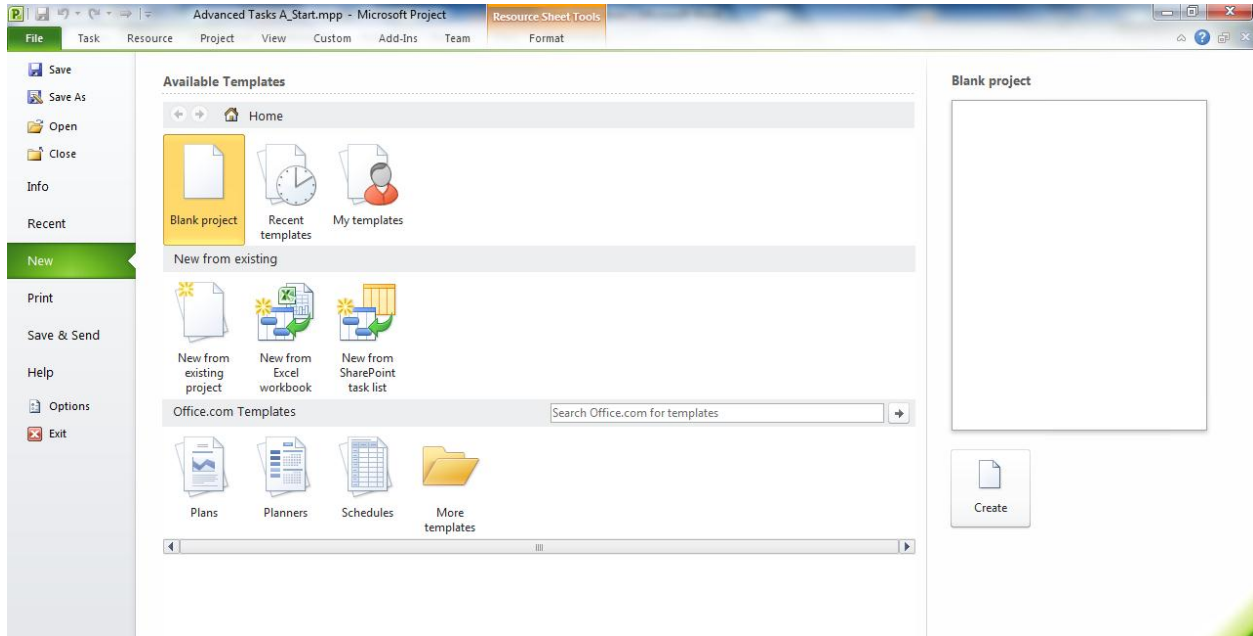 Advanced Tasks A_Start.mpp - Microsoft Project
Resource Sheet Tools
File Task Resource Project View Custom Add-Ins Team Format
Save
Save As
Open
Close
Info
Recent
New
Print
Save & Send
Help
Options
Exit
Available Templates
Home
Blank project
Recent
templates
My templates
New from existing
New from
existing
project
New from
Excel
workbook
New from
SharePoint
task list
Office.com Templates
Search Office.com for templates
Plans
Planners
Schedules
More
templates
Blank project
Create